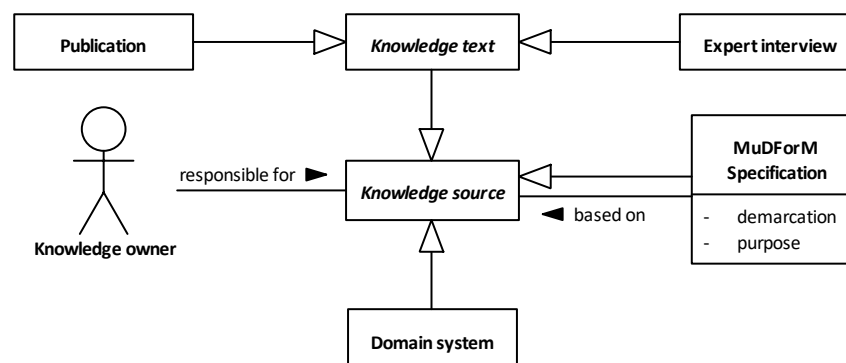 Publication
Knowledge text
Expert interview
MuDForM
Specification
responsible for
Knowledge source
based on
- demarcation
- purpose
Knowledge owner
Domain system